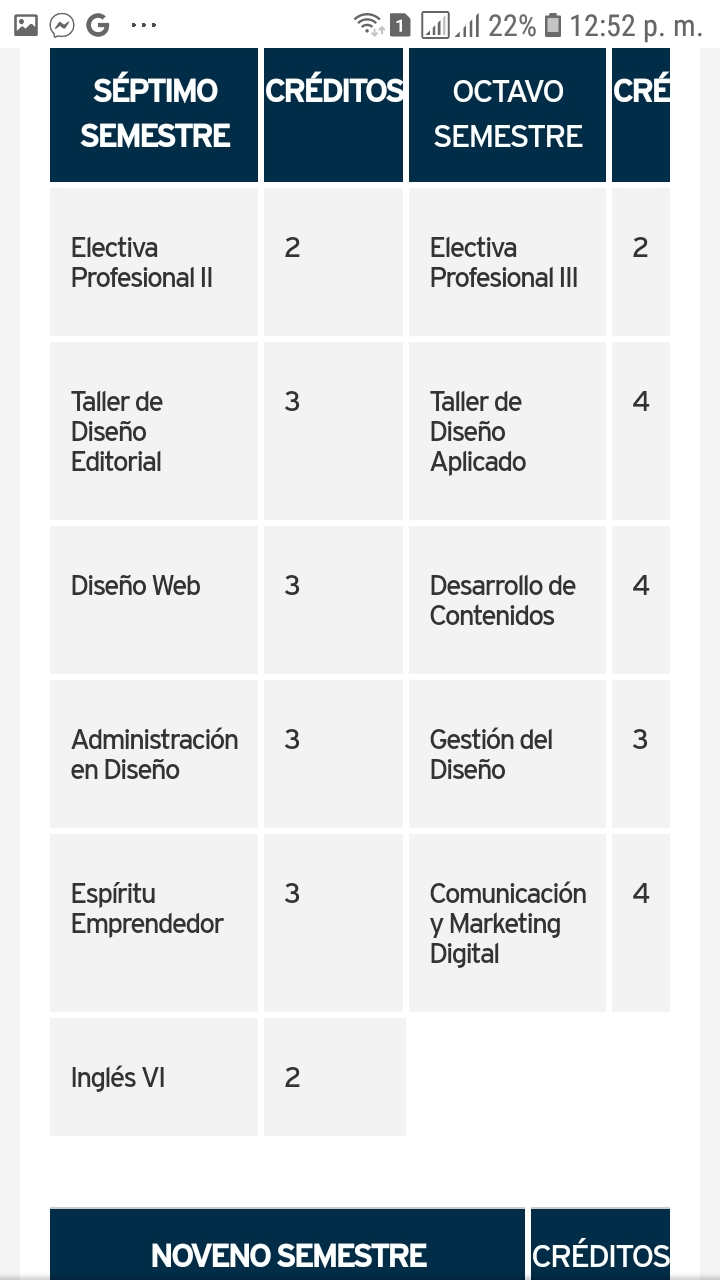 22% 12:52 p. m.
SÉPTIMO
SEMESTRE
CRÉDITOS
OCTAVO
SEMESTRE
CRÉ
Electiva
Profesional II
2
Electiva
Profesional III
2
Taller de
Diseño
Editorial
3
Taller de
Diseño
Aplicado
4
Diseño Web
3
Desarrollo de
Contenidos
4
Administración
en Diseño
3
Gestión del
Diseño
3
Espíritu
Emprendedor
3
Comunicación
y Marketing
Digital
4
Inglés VI
2
NOVENO SEMESTRE
CRÉDITOS